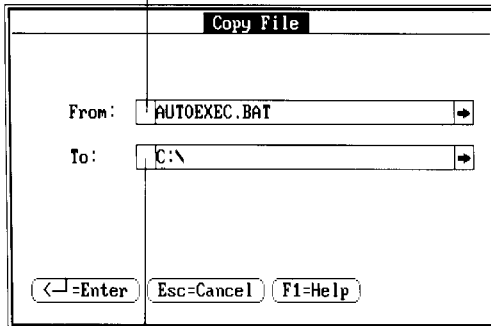 Copy File
From: AUTOEXEC.BAT
To: C:\
<┘=Enter Esc=Cancel F1=Help